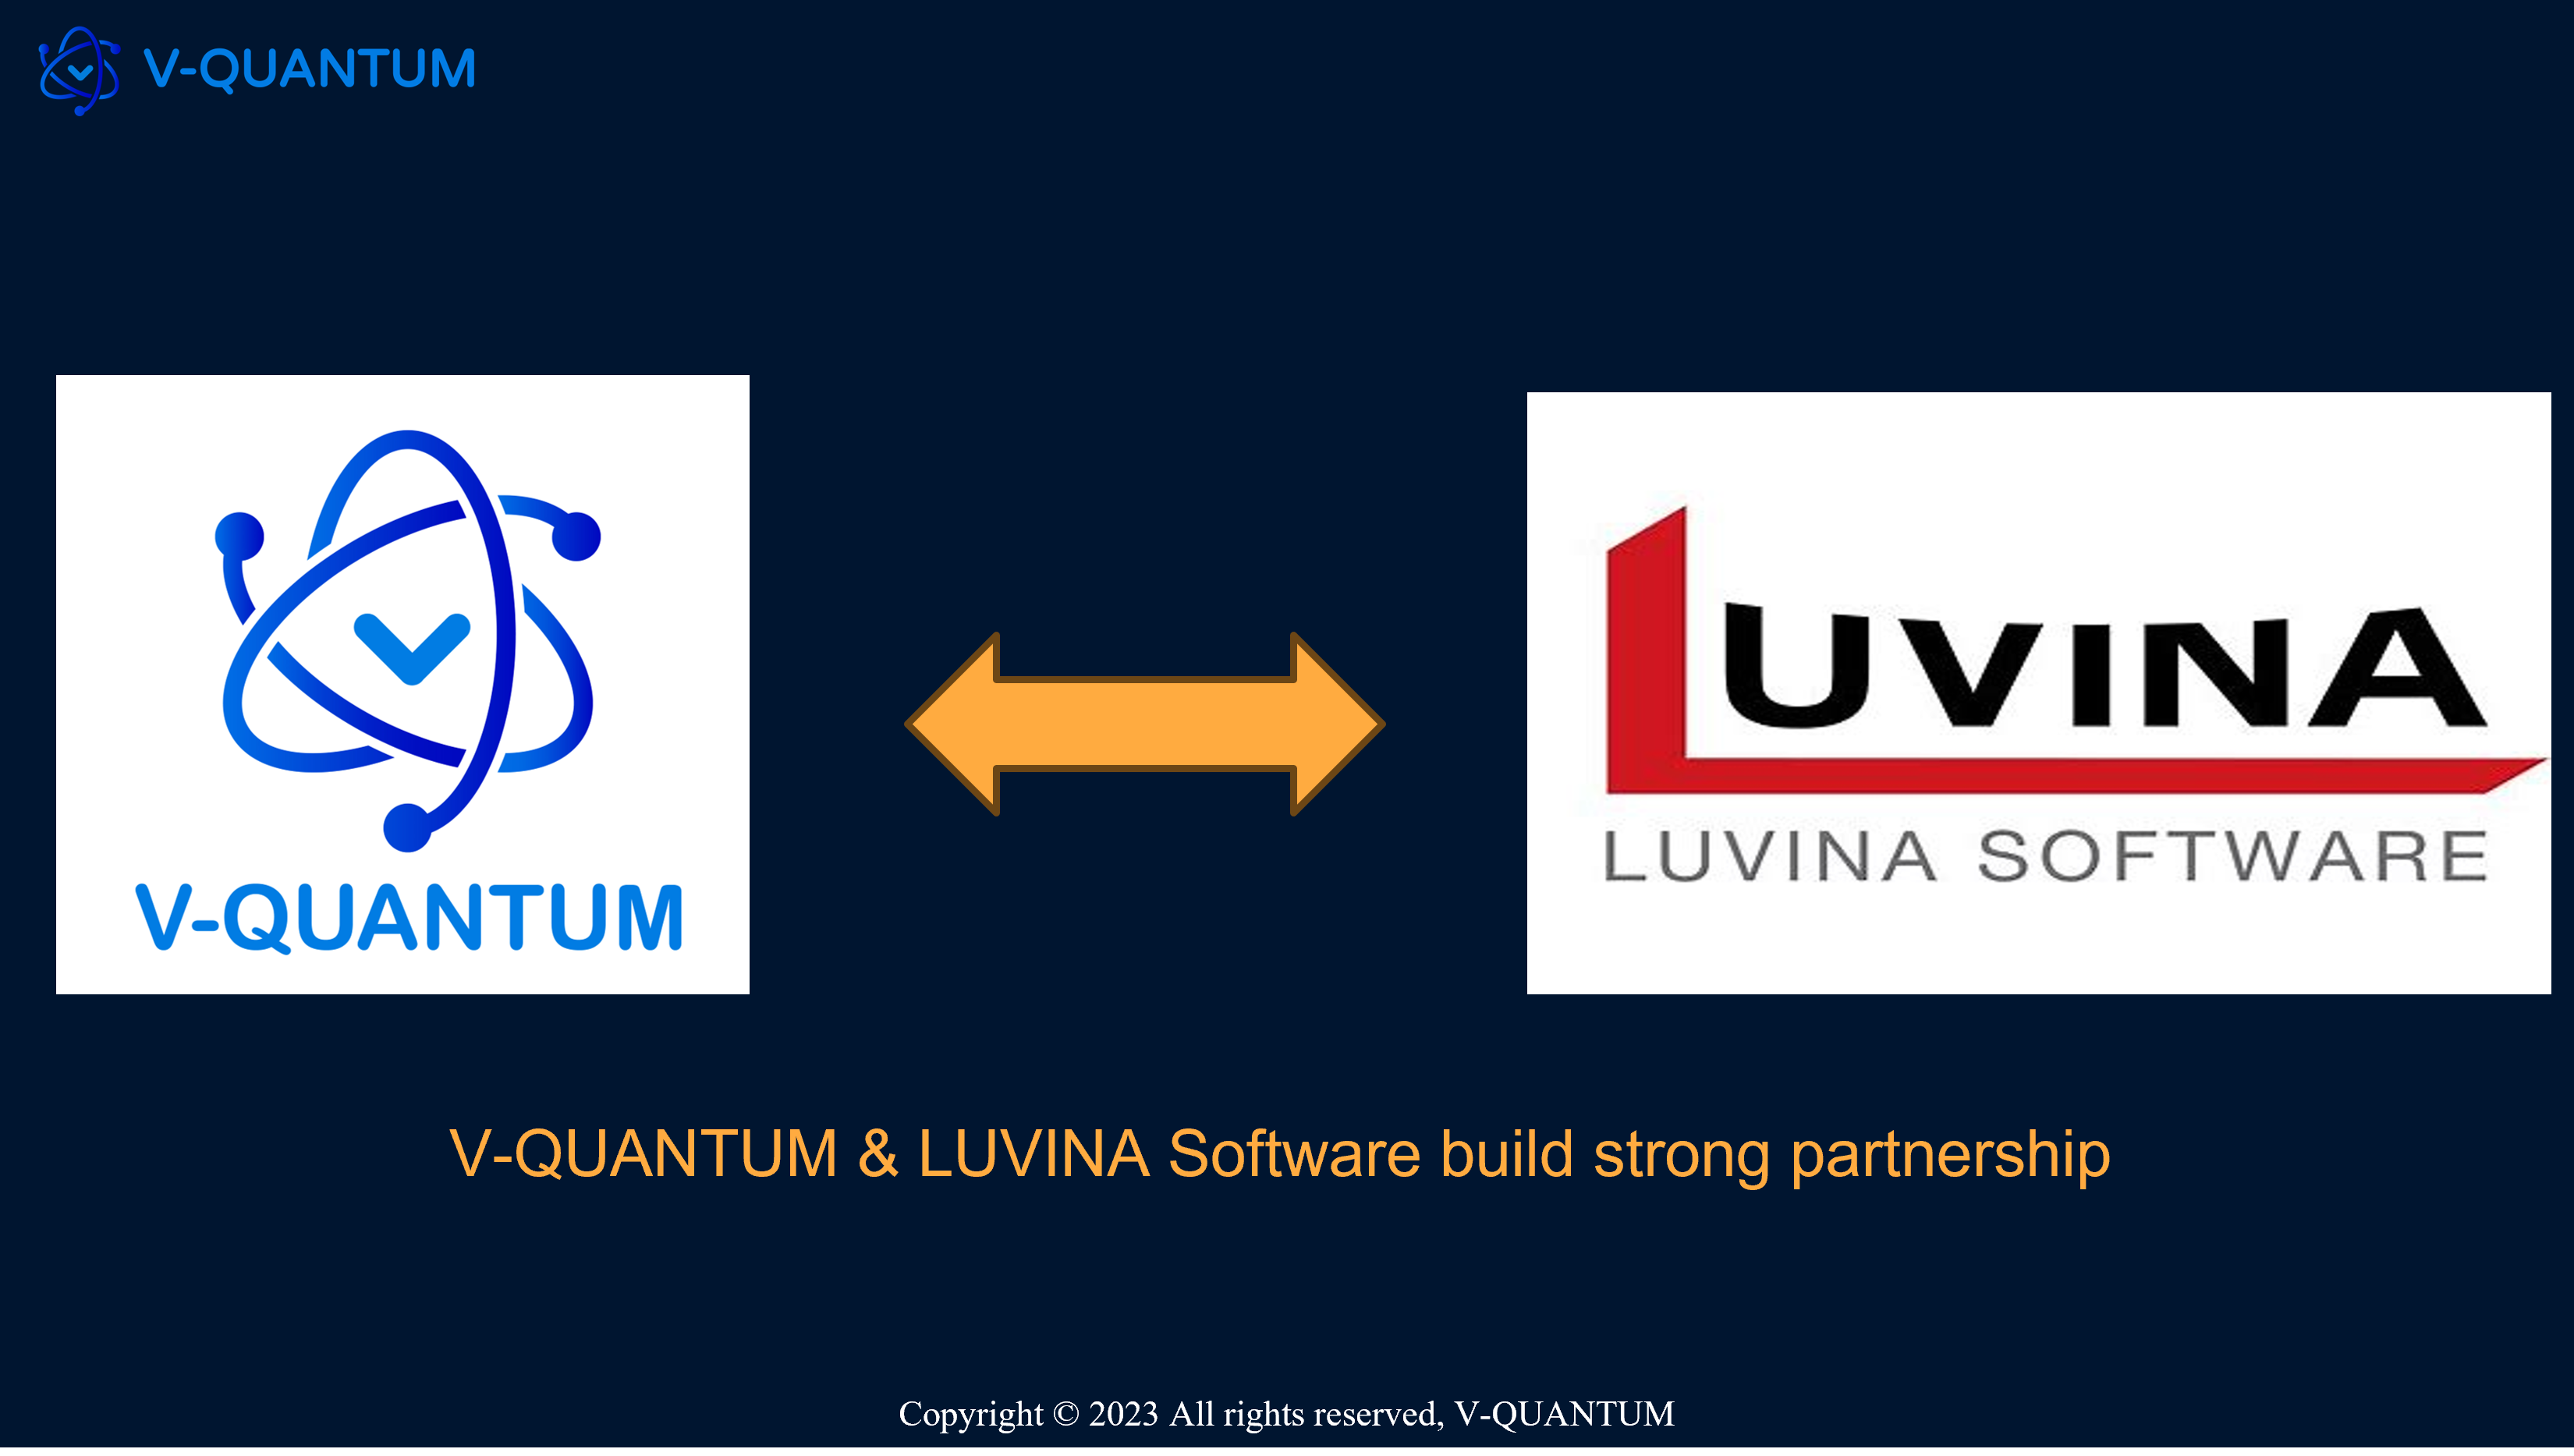 V-QUANTUM
V-QUANTUM
LUVINA
LUVINA SOFTWARE
V-QUANTUM & LUVINA Software build strong partnership
Copyright © 2023 All rights reserved, V-QUANTUM